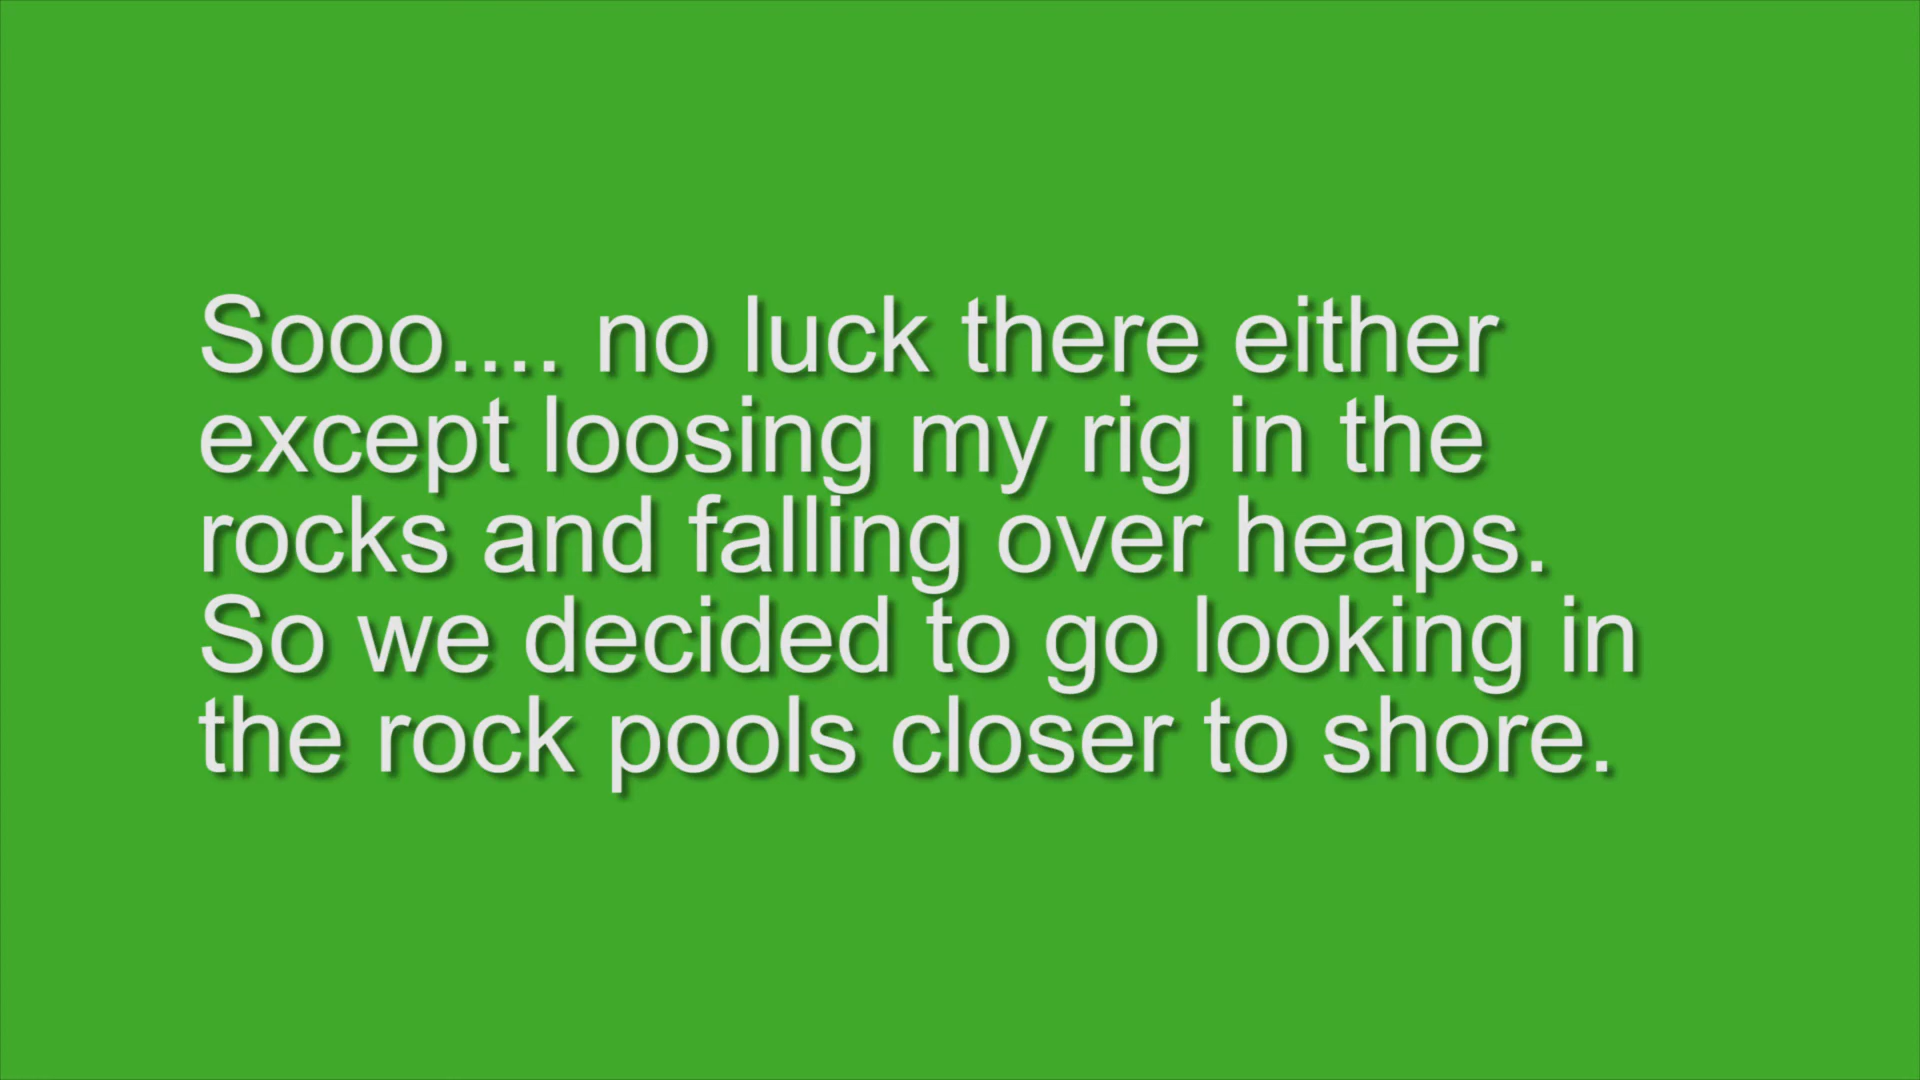 Sooo.... no luck there either
except loosing my rig in the
rocks and falling over heaps.
So we decided to go looking in
the rock pools closer to shore.